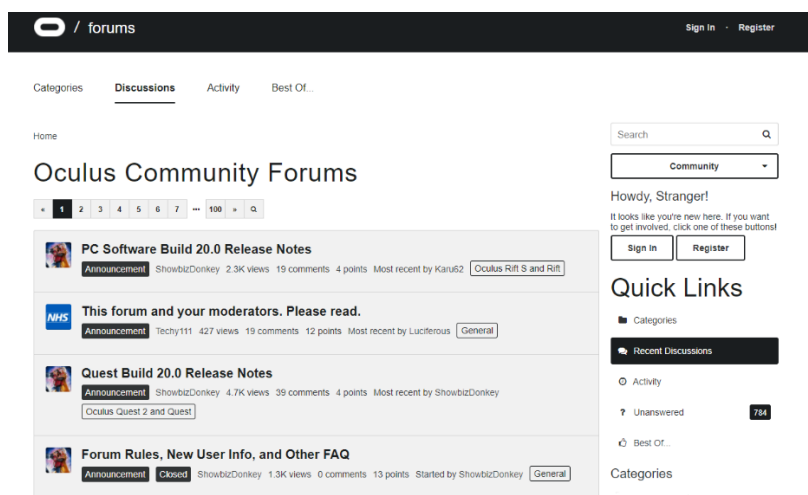 / forums
Sign In · Register
Categories Discussions Activity Best Of...
Home
Oculus Community Forums
« 1 2 3 4 5 6 7 ··· 100 »
PC Software Build 20.0 Release Notes
Announcement ShowbizDonkey 2.3K views 19 comments 4 points Most recent by Karu62 Oculus Rift S and Rift
NHS
This forum and your moderators. Please read.
Announcement Techy111 427 views 19 comments 12 points Most recent by Luciferous General
Quest Build 20.0 Release Notes
Announcement ShowbizDonkey 4.7K views 39 comments 4 points Most recent by ShowbizDonkey
Oculus Quest 2 and Quest
Forum Rules, New User Info, and Other FAQ
Announcement Closed ShowbizDonkey 1.3K views 0 comments 13 points Started by ShowbizDonkey General
Search
Community
Howdy, Stranger!
It looks like you're new here. If you want
to get involved, click one of these buttons!
Sign In Register
Quick Links
Categories
Recent Discussions
Activity
? Unanswered 784
Best Of...
Categories